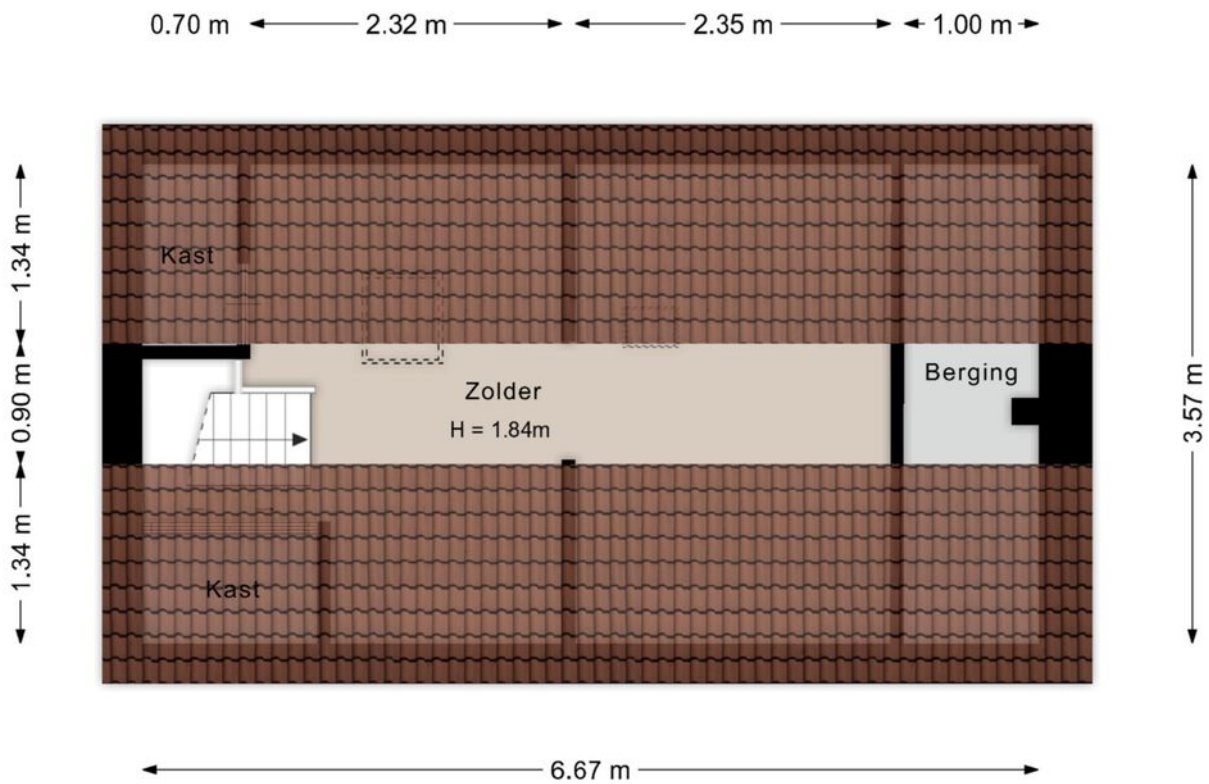 0.70 m
2.32 m
2.35 m
1.00 m
1.34 m
0.90 m
1.34 m
3.57 m
Kast
Zolder
H = 1.84m
Berging
Kast
6.67 m